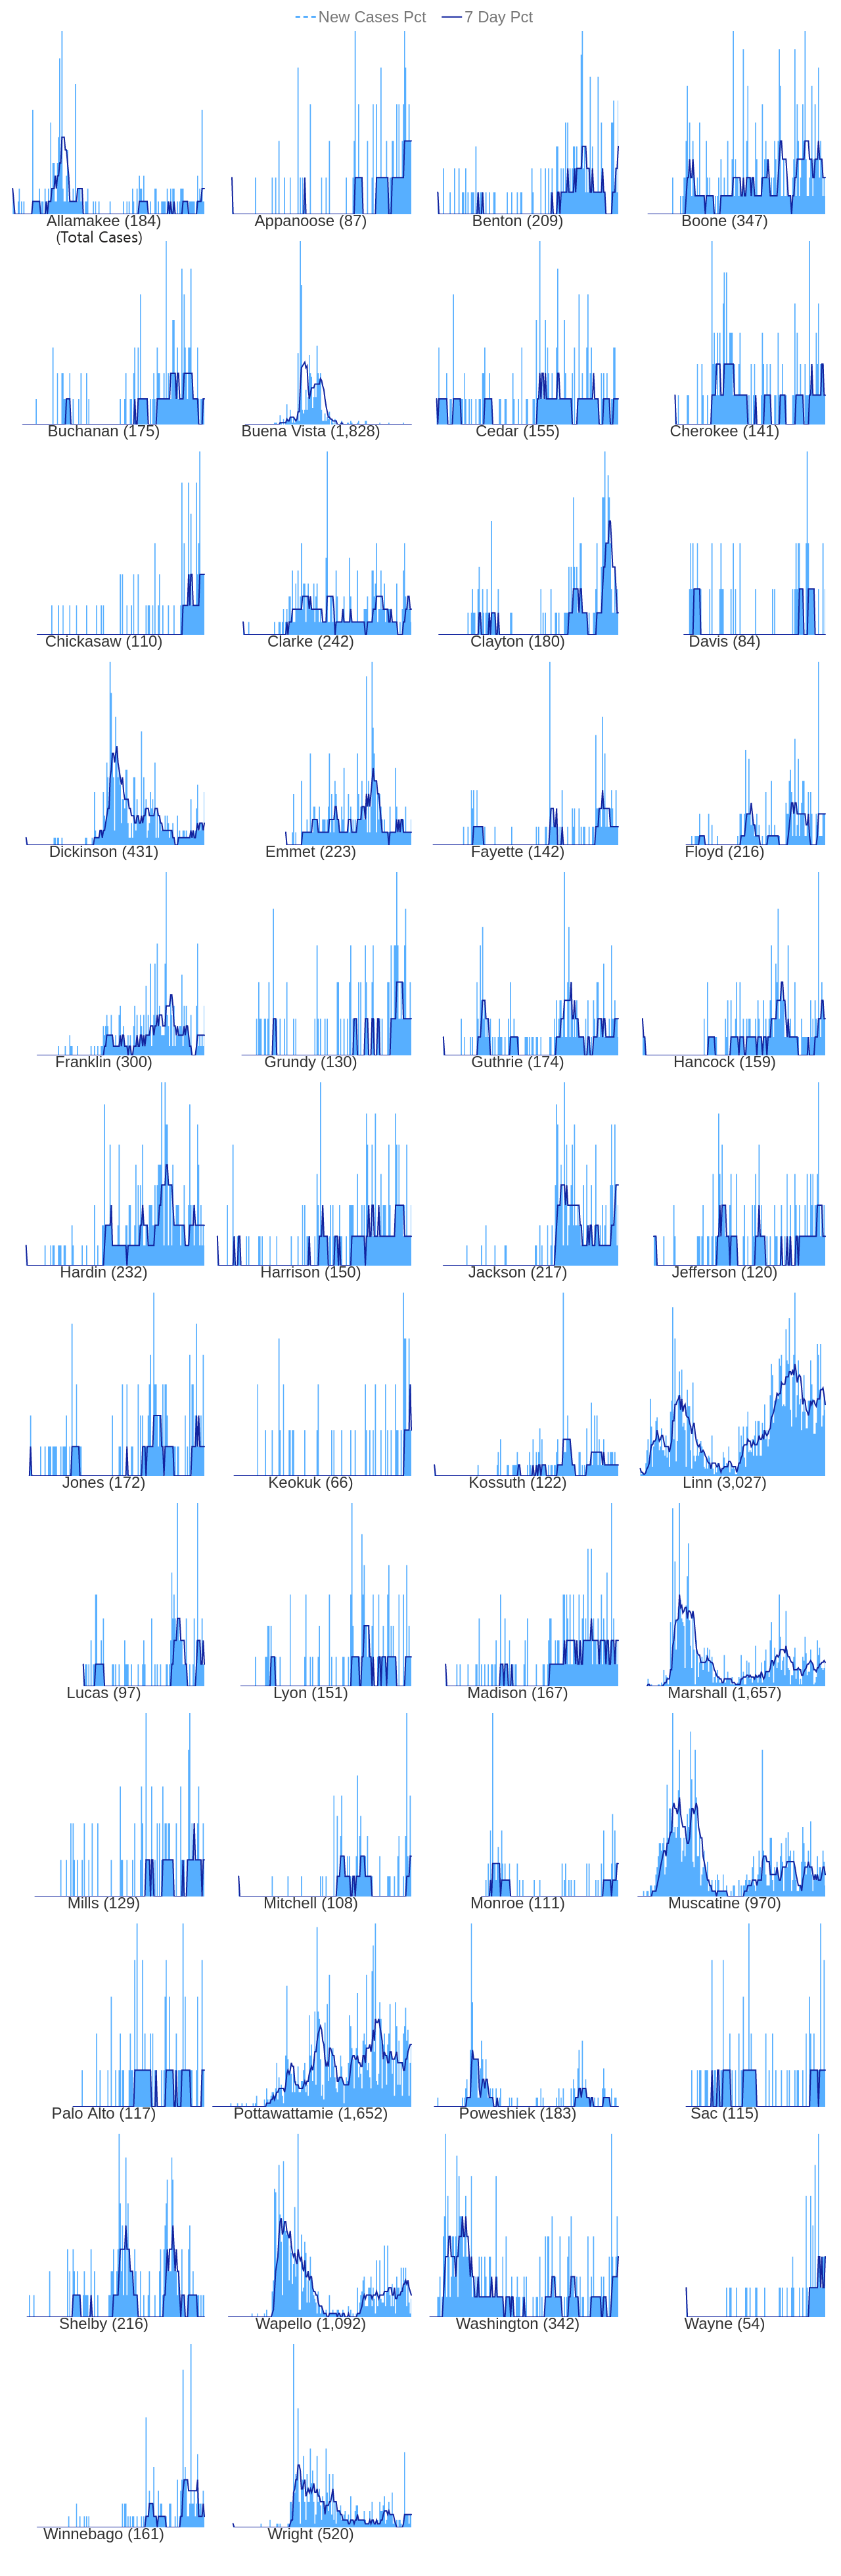 New Cases Pct 7 Day Pct
Allamakee (184) Appanoose (87) Benton (209) Boone (347)
(Total Cases)
Buchanan (175) Buena Vista (1,828) Cedar (155) Cherokee (141)
Chickasaw (110) Clarke (242) Clayton (180) Davis (84)
Dickinson (431) Emmet (223) Fayette (142) Floyd (216)
Franklin (300) Grundy (130) Guthrie (174) Hancock (159)
Hardin (232) Harrison (150) Jackson (217) Jefferson (120)
Jones (172) Keokuk (66) Kossuth (122) Linn (3,027)
Lucas (97) Lyon (151) Madison (167) Marshall (1,657)
Mills (129) Mitchell (108) Monroe (111) Muscatine (970)
Palo Alto (117) Pottawattamie (1,652) Poweshiek (183) Sac (115)
Shelby (216) Wapello (1,092) Washington (342) Wayne (54)
Winnebago (161) Wright (520)